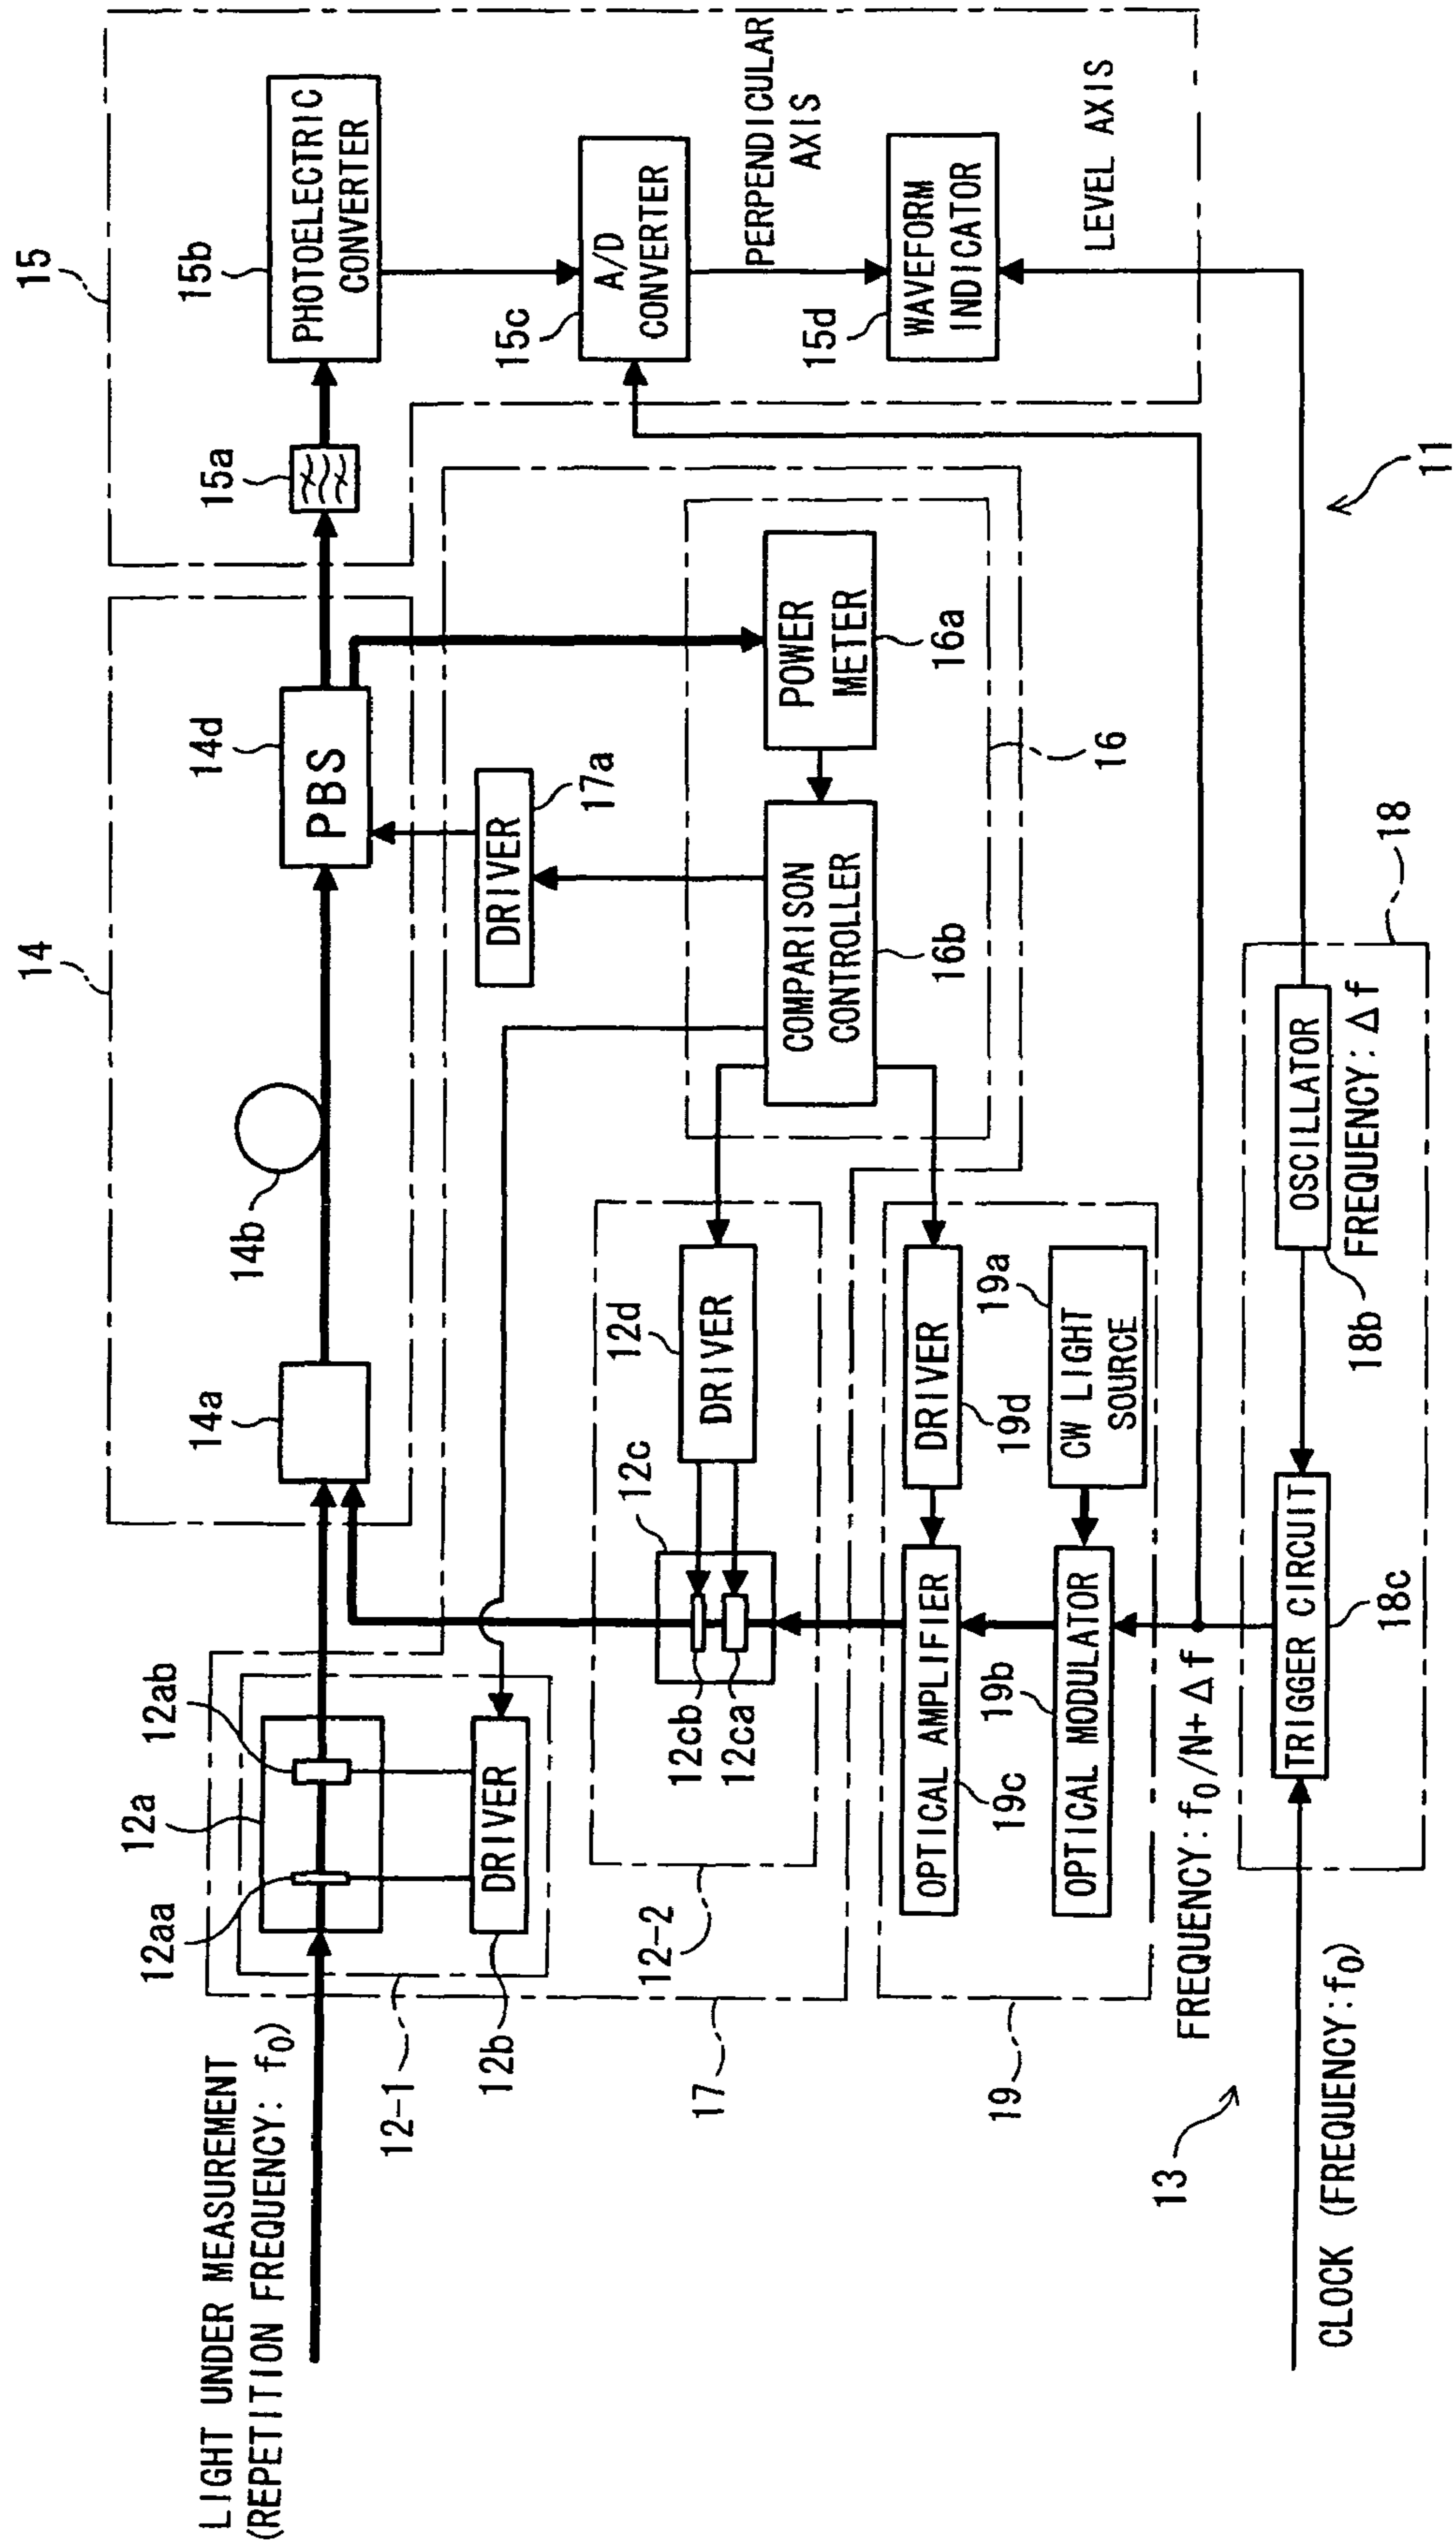 LIGHT UNDER MEASUREMENT
(REPETITION FREQUENCY: f0)
14
15
12aa
12a
12ab
14a
14b
14d
PBS
15a
15b
PHOTOELECTRIC
CONVERTER
DRIVER
12b
12-1
DRIVER
17a
15c
A/D
CONVERTER
PERPENDICULAR
AXIS
12c
12d
DRIVER
12cb
12ca
12-2
17
COMPARISON
CONTROLLER
16b
POWER
METER
16a
16
15d
WAVEFORM
INDICATOR
LEVEL AXIS
OPTICAL AMPLIFIER
19c
DRIVER
19d
19b
OPTICAL MODULATOR
19a
CW LIGHT
SOURCE
19
FREQUENCY: f0/N+Δf
13
CLOCK (FREQUENCY: f0)
TRIGGER CIRCUIT
18c
OSCILLATOR
18b
FREQUENCY: Δf
18
11